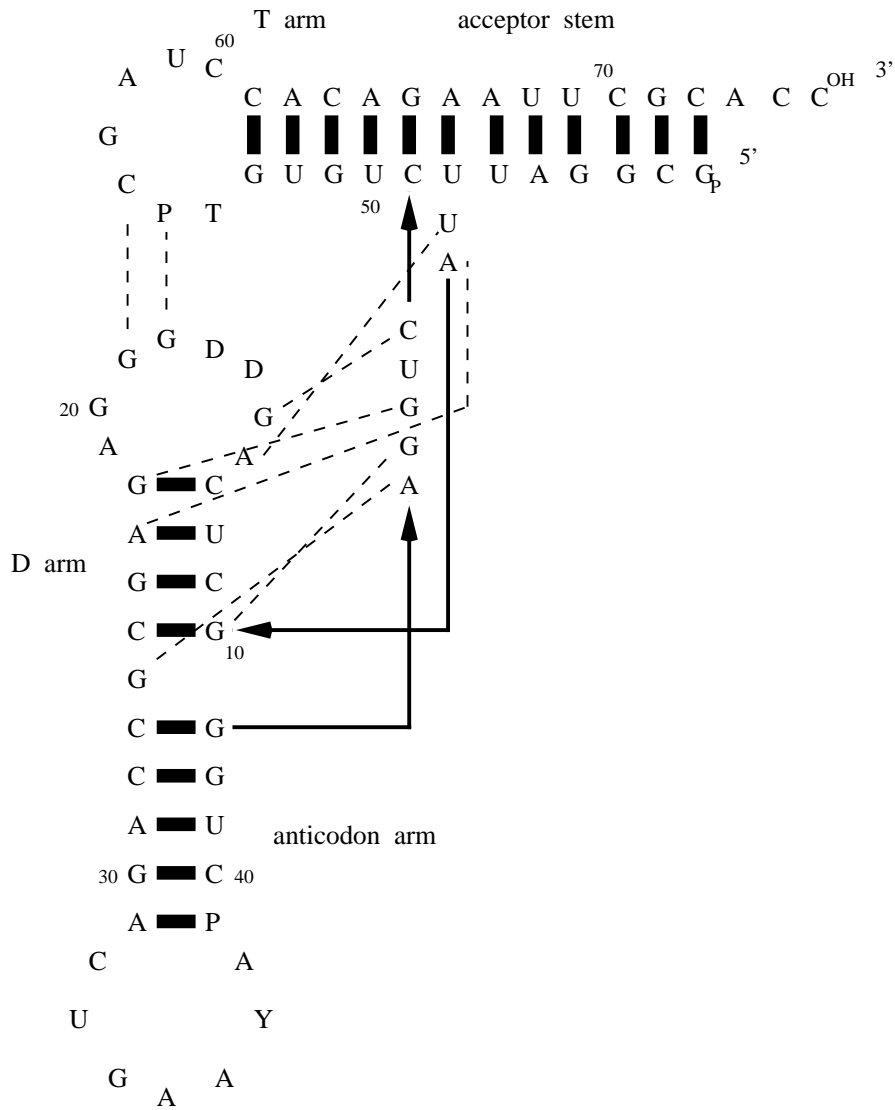 T arm acceptor stem
60
U C
A
70
C A C A G A A U U C G C A C C OH 3’
G
5’
G U G U C U U A G G C G P
C
50
P T
U
A
G
G D
D
C
U
20 G
G
G
A
A
G
G C
A
A U
D arm
G C
C G
10
G
C G
C G
A U
anticodon arm
30 G C 40
A P
C A
U Y
G A
A